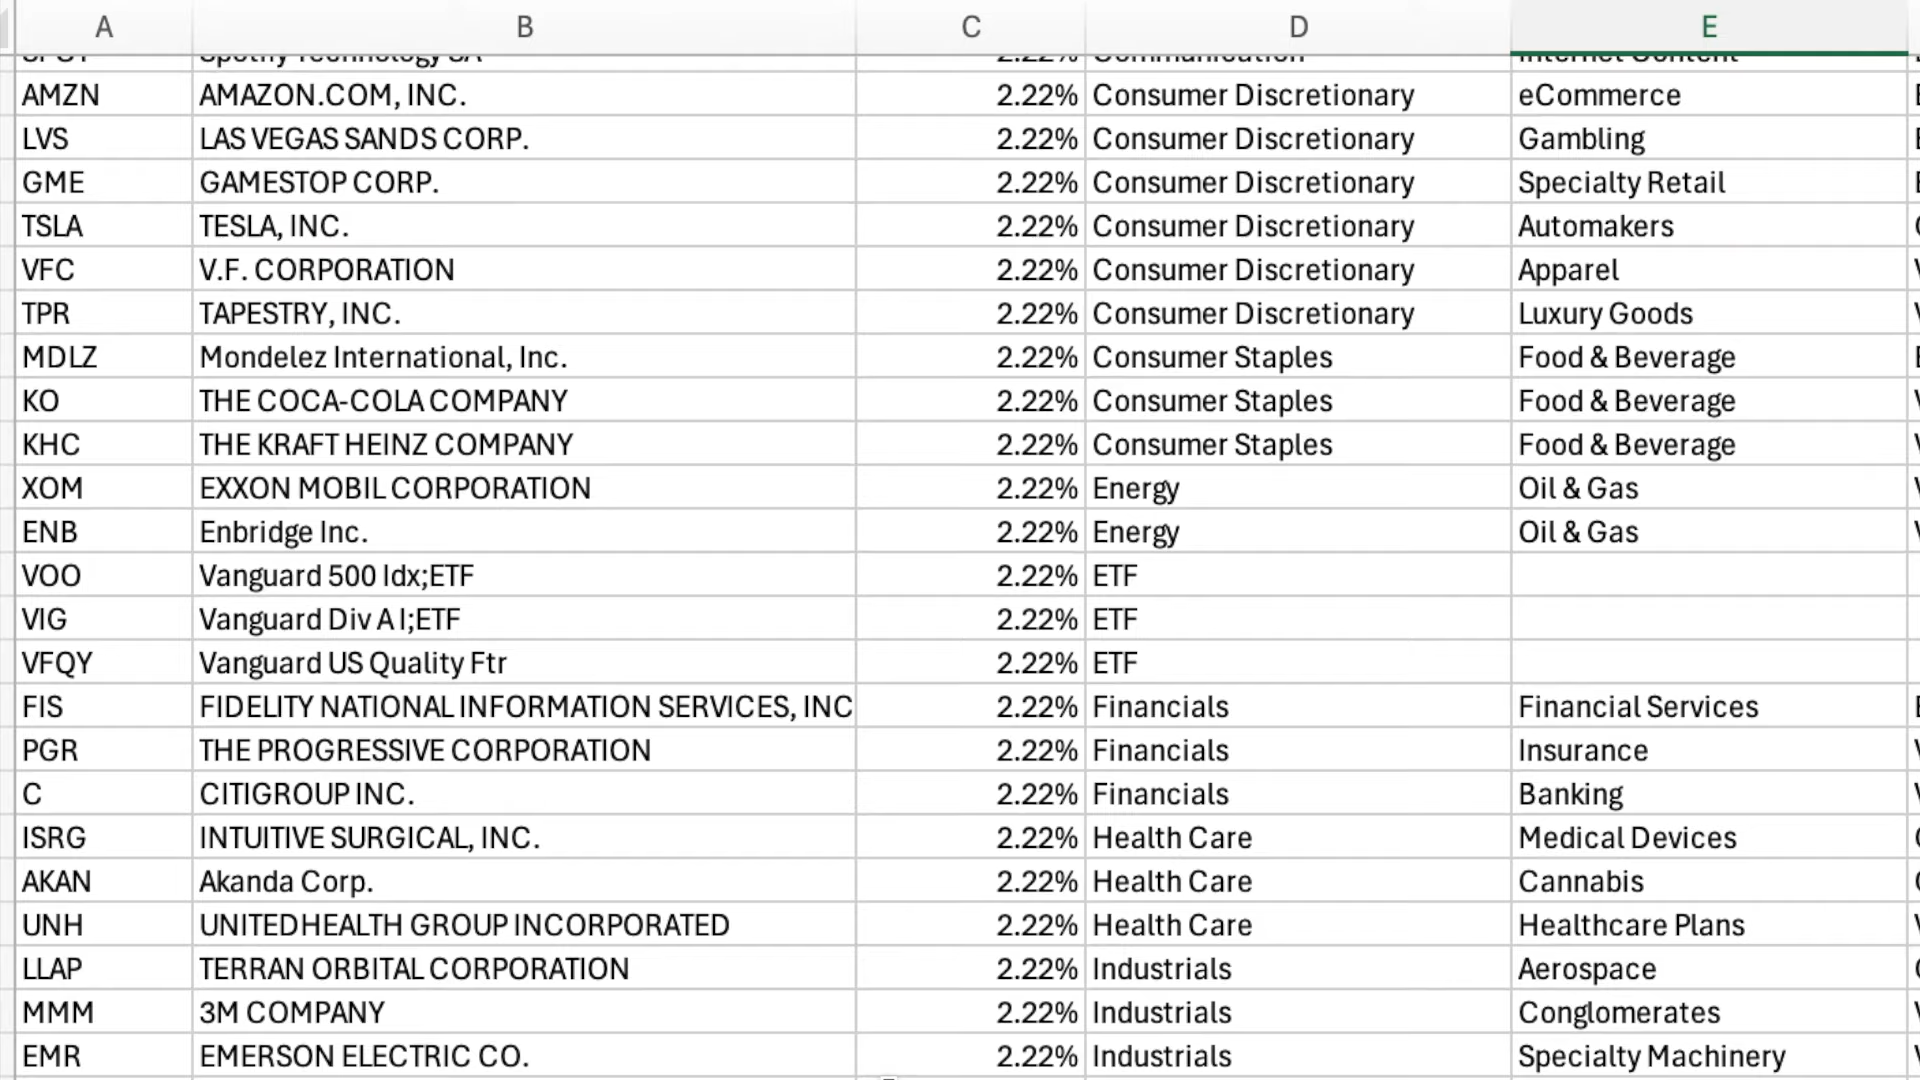 A B C D E
AMZN AMAZON.COM, INC. 2.22% Consumer Discretionary eCommerce
LVS LAS VEGAS SANDS CORP. 2.22% Consumer Discretionary Gambling
GME GAMESTOP CORP. 2.22% Consumer Discretionary Specialty Retail
TSLA TESLA, INC. 2.22% Consumer Discretionary Automakers
VFC V.F. CORPORATION 2.22% Consumer Discretionary Apparel
TPR TAPESTRY, INC. 2.22% Consumer Discretionary Luxury Goods
MDLZ Mondelez International, Inc. 2.22% Consumer Staples Food & Beverage
KO THE COCA-COLA COMPANY 2.22% Consumer Staples Food & Beverage
KHC THE KRAFT HEINZ COMPANY 2.22% Consumer Staples Food & Beverage
XOM EXXON MOBIL CORPORATION 2.22% Energy Oil & Gas
ENB Enbridge Inc. 2.22% Energy Oil & Gas
VOO Vanguard 500 Idx;ETF 2.22% ETF
VIG Vanguard Div A I;ETF 2.22% ETF
VFQY Vanguard US Quality Ftr 2.22% ETF
FIS FIDELITY NATIONAL INFORMATION SERVICES, INC 2.22% Financials Financial Services
PGR THE PROGRESSIVE CORPORATION 2.22% Financials Insurance
C CITIGROUP INC. 2.22% Financials Banking
ISRG INTUITIVE SURGICAL, INC. 2.22% Health Care Medical Devices
AKAN Akanda Corp. 2.22% Health Care Cannabis
UNH UNITEDHEALTH GROUP INCORPORATED 2.22% Health Care Healthcare Plans
LLAP TERRAN ORBITAL CORPORATION 2.22% Industrials Aerospace
MMM 3M COMPANY 2.22% Industrials Conglomerates
EMR EMERSON ELECTRIC CO. 2.22% Industrials Specialty Machinery